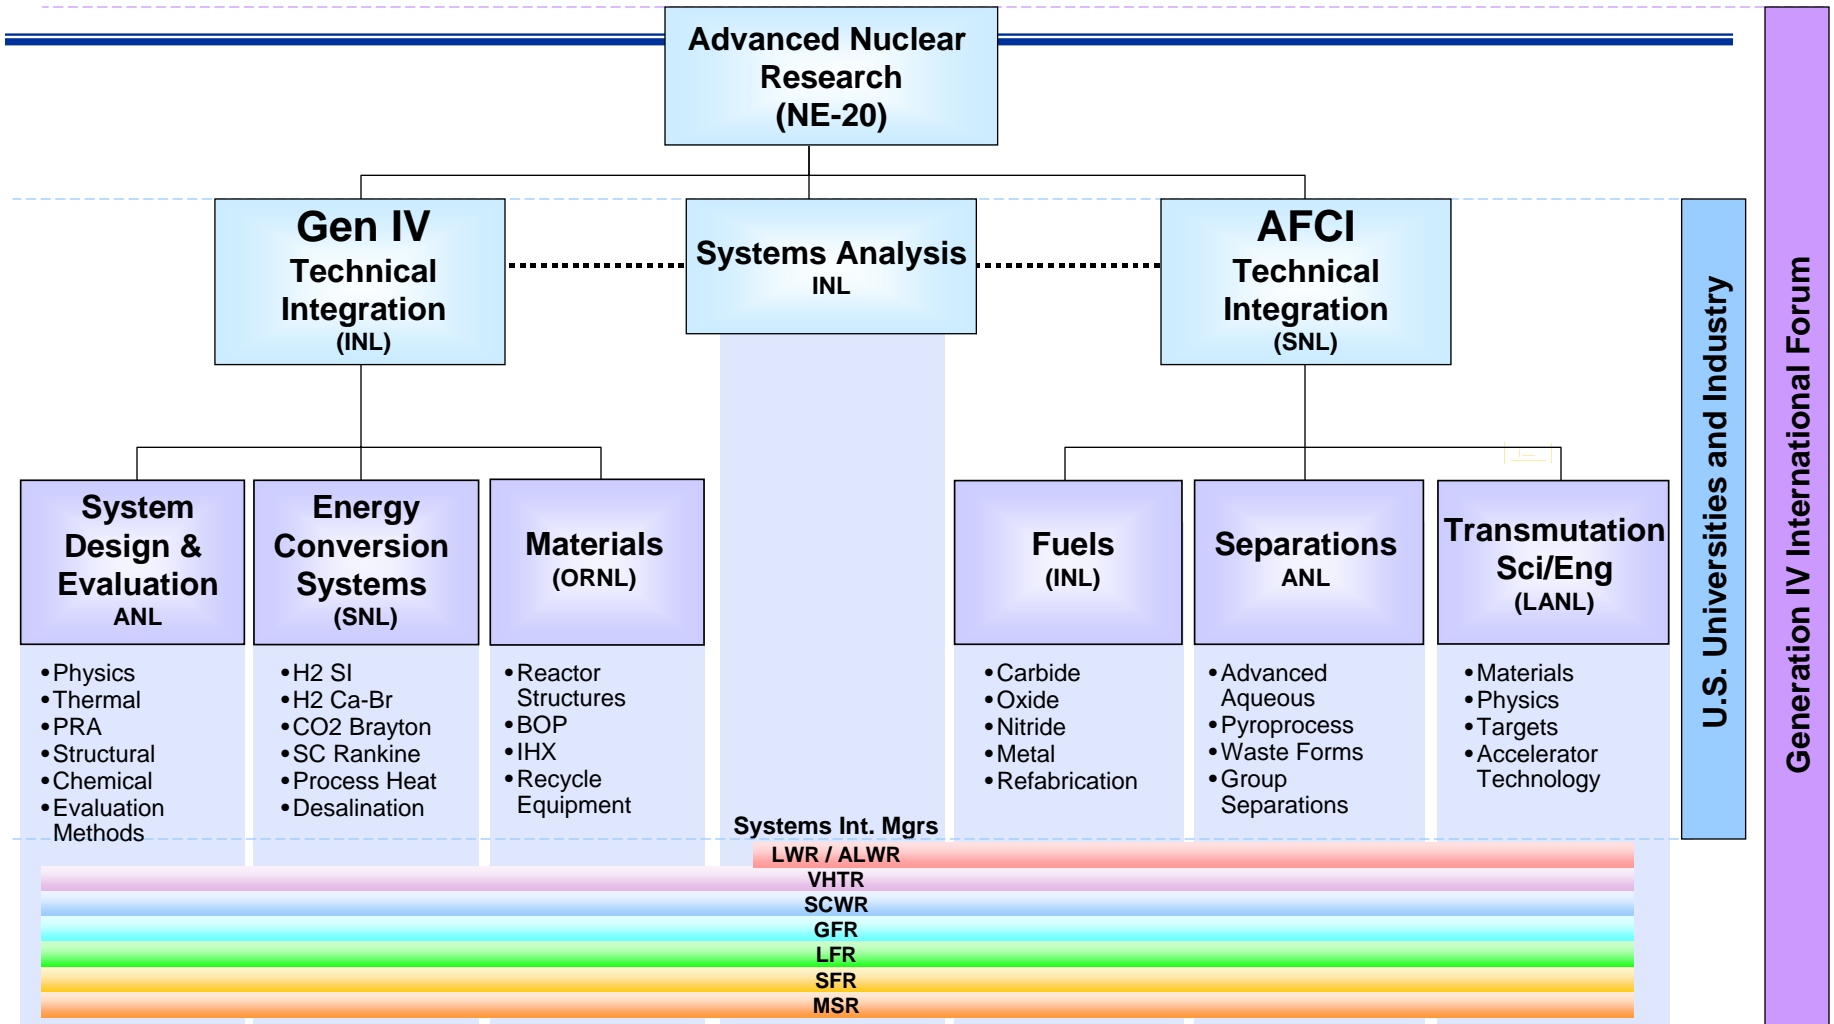 Advanced Nuclear
Research
(NE-20)
Gen IV
Technical
Integration
(INL)
Systems Analysis
INL
AFCI
Technical
Integration
(SNL)
System
Design &
Evaluation
ANL
Energy
Conversion
Systems
(SNL)
Materials
(ORNL)
Fuels
(INL)
Separations
ANL
Transmutation
Sci/Eng
(LANL)
•Physics
•Thermal
•PRA
•Structural
•Chemical
•Evaluation
Methods
•H2 SI
•H2 Ca-Br
•CO2 Brayton
•SC Rankine
•Process Heat
•Desalination
•Reactor
Structures
•BOP
•IHX
•Recycle
Equipment
•Carbide
•Oxide
•Nitride
•Metal
•Refabrication
•Advanced
Aqueous
•Pyroprocess
•Waste Forms
•Group
Separations
•Materials
•Physics
•Targets
•Accelerator
Technology
Systems Int. Mgrs
LWR / ALWR
VHTR
SCWR
GFR
LFR
SFR
MSR
U.S. Universities and Industry
Generation IV International Forum